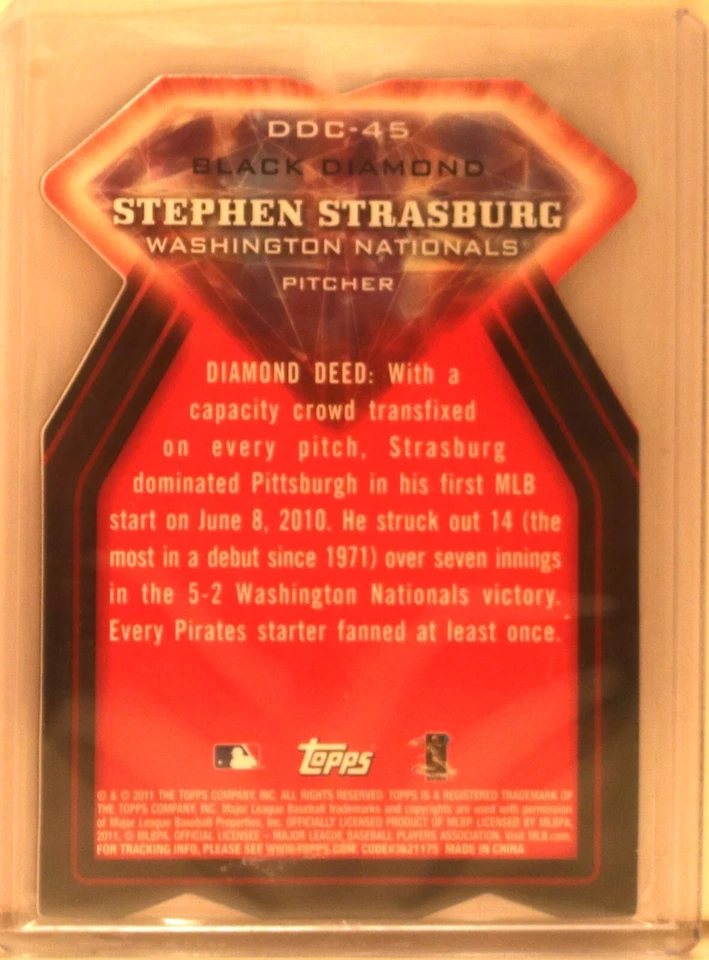 DDC-45
BLACK DIAMOND
STEPHEN STRASBURG
WASHINGTON NATIONALS
PITCHER
DIAMOND DEED: With a
capacity crowd transfixed
on every pitch, Strasburg
dominated Pittsburgh in his first MLB
start on June 8, 2010. He struck out 14 (the
most in a debut since 1971) over seven innings
in the 5-2 Washington Nationals victory.
Every Pirates starter fanned at least once.
topps
© & © 2011 THE TOPPS COMPANY, INC. ALL RIGHTS RESERVED. TOPPS IS A REGISTERED TRADEMARK OF
THE TOPPS COMPANY, INC. Major League Baseball trademarks and copyrights are used with permission
of Major League Baseball Properties, Inc. OFFICIALLY LICENSED PRODUCT OF MLBP. LICENSED BY MLBPA,
2011. © MLBPA. OFFICIAL LICENSEE – MAJOR LEAGUE BASEBALL PLAYERS ASSOCIATION. Visit MLB.com.
FOR TRACKING INFO, PLEASE SEE WWW.TOPPS.COM. CODE#3621175. MADE IN CHINA